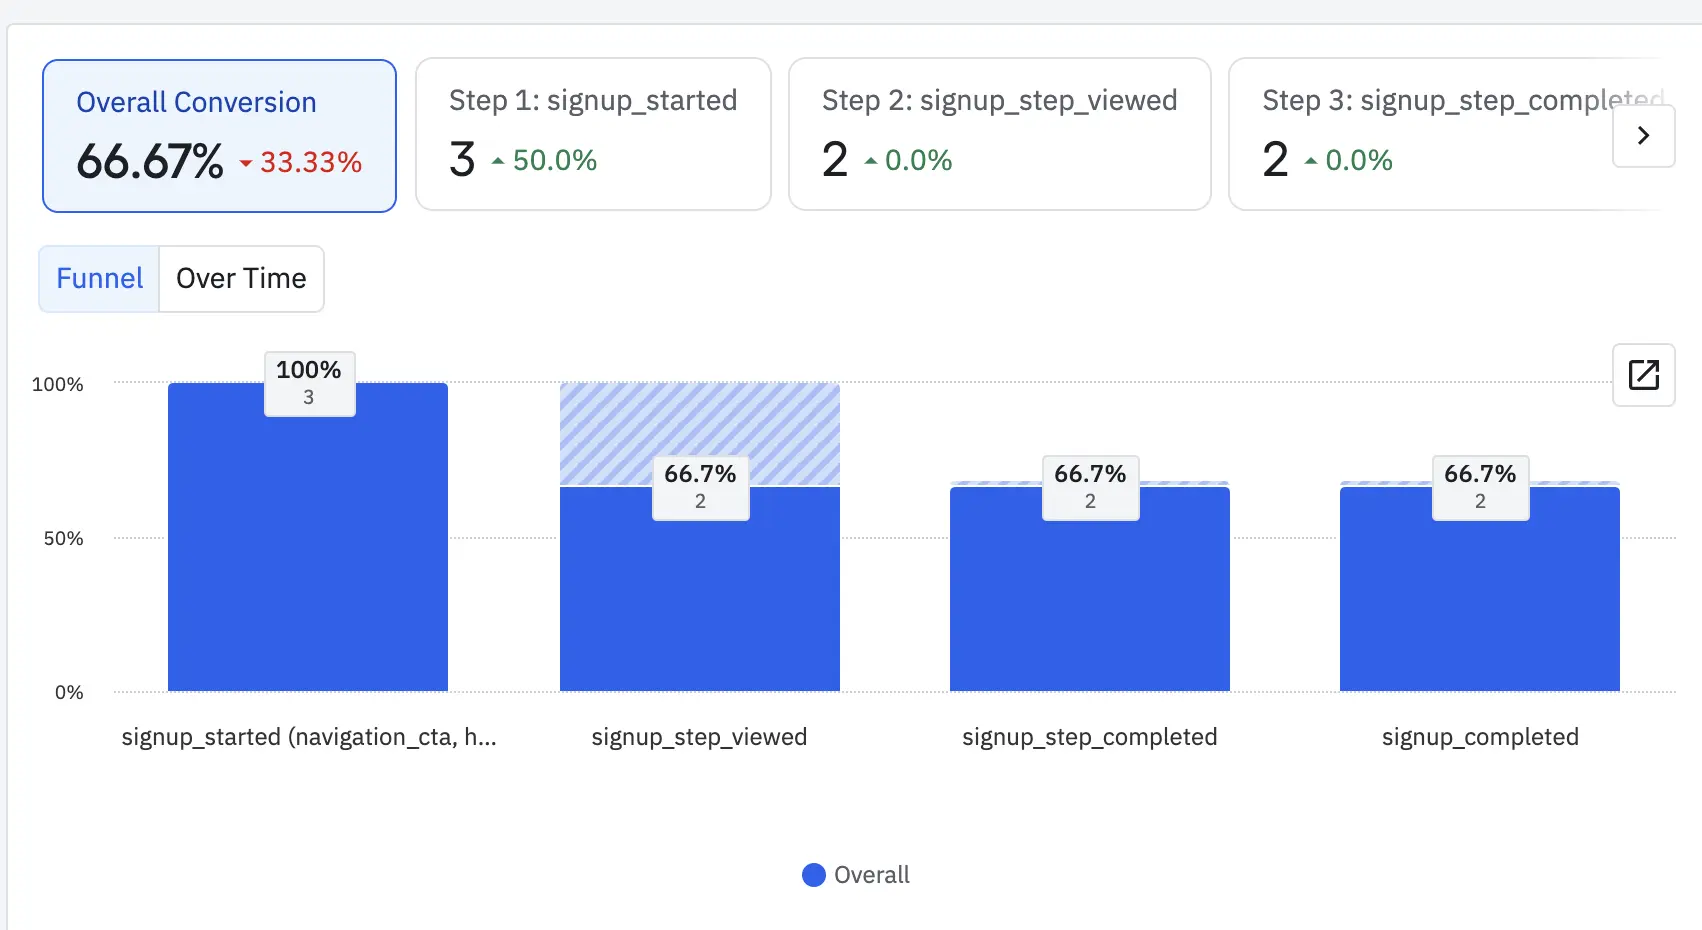 Overall Conversion
66.67% 33.33%
Step 1: signup_started
3 50.0%
Step 2: signup_step_viewed
2 0.0%
Step 3: signup_step_completed
2 0.0%
Funnel
Over Time
100%
50%
0%
100%
3
66.7%
2
66.7%
2
66.7%
2
signup_started (navigation_cta, h...
signup_step_viewed
signup_step_completed
signup_completed
Overall